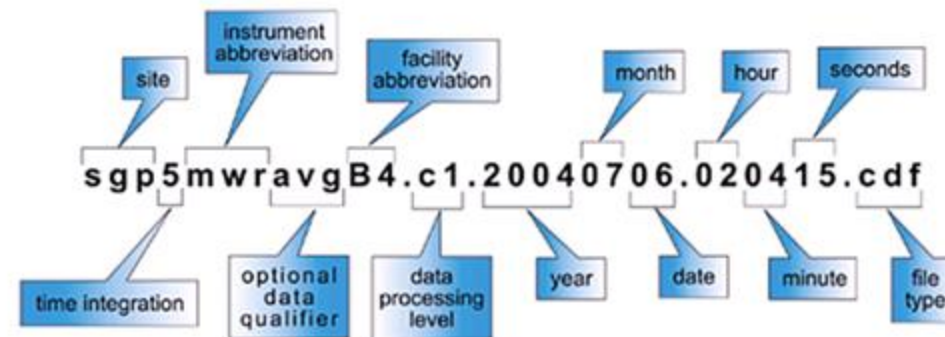 instrument
abbreviation
facility
abbreviation
site
month
hour
seconds
sgp5mwravgB4.c1.20040706.020415.cdf
time integration
optional
data
qualifier
data
processing
level
year
date
minute
file
type